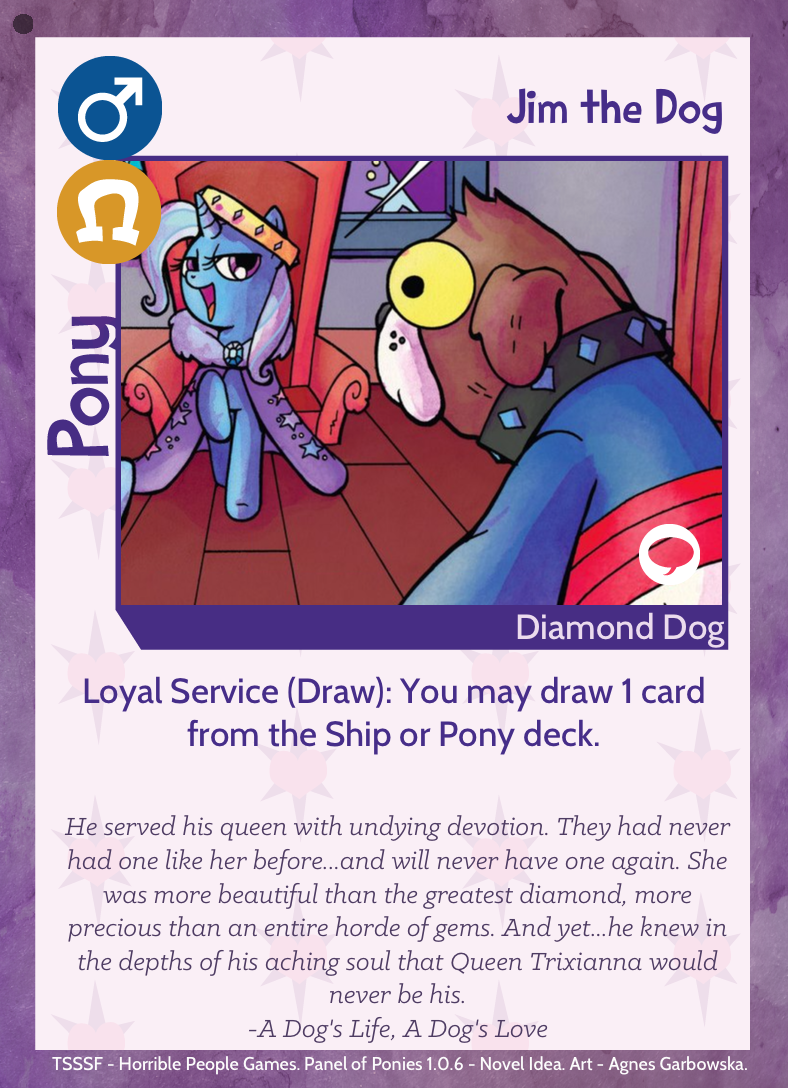 Jim the Dog
Pony
Diamond Dog
Loyal Service (Draw): You may draw 1 card
from the Ship or Pony deck.
He served his queen with undying devotion. They had never
had one like her before...and will never have one again. She
was more beautiful than the greatest diamond, more
precious than an entire horde of gems. And yet...he knew in
the depths of his aching soul that Queen Trixianna would
never be his.
-A Dog's Life, A Dog's Love
TSSSF - Horrible People Games. Panel of Ponies 1.0.6 - Novel Idea. Art - Agnes Garbowska.